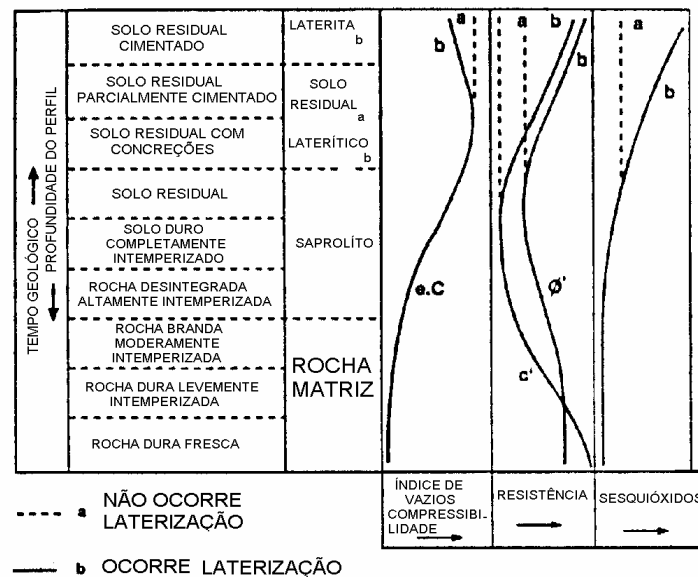 TEMPO GEOLÓGICO
PROFUNDIDADE DO PERFIL
SOLO RESIDUAL
CIMENTADO
SOLO RESIDUAL
PARCIALMENTE CIMENTADO
SOLO RESIDUAL COM
CONCREÇÕES
SOLO RESIDUAL
SOLO DURO
COMPLETAMENTE
INTEMPERIZADO
ROCHA DESINTEGRADA
ALTAMENTE INTEMPERIZADA
ROCHA BRANDA
MODERAMENTE
INTEMPERIZADA
ROCHA DURA LEVEMENTE
INTEMPERIZADA
ROCHA DURA FRESCA
LATERITA
b
SOLO
RESIDUAL
a
LATERÍTICO
b
SAPROLÍTO
ROCHA
MATRIZ
a
b
e.C
a
b
b
Ø'
c'
a
b
ÍNDICE DE
VAZIOS
COMPRESSIBI-
LIDADE
RESISTÊNCIA
SESQUIÓXIDOS
a NÃO OCORRE
LATERIZAÇÃO
b OCORRE LATERIZAÇÃO